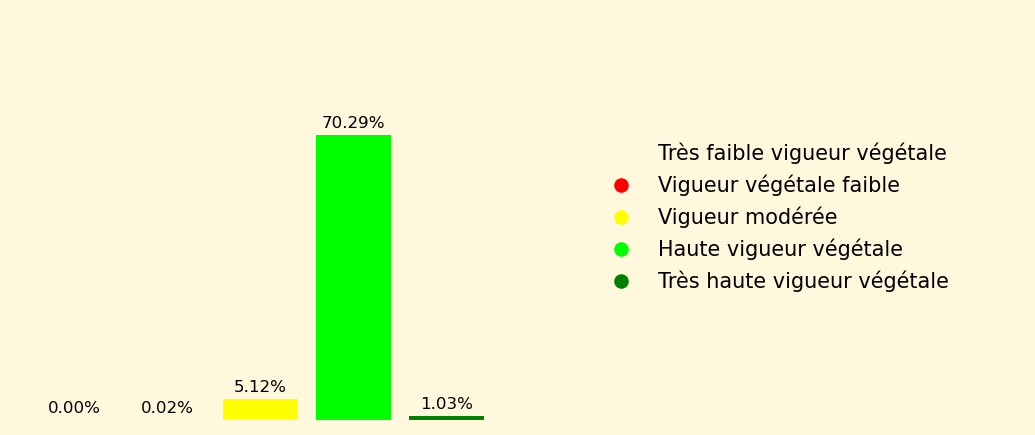 70.29%
5.12%
1.03%
0.00%
0.02%
Très faible vigueur végétale
Vigueur végétale faible
Vigueur modérée
Haute vigueur végétale
Très haute vigueur végétale